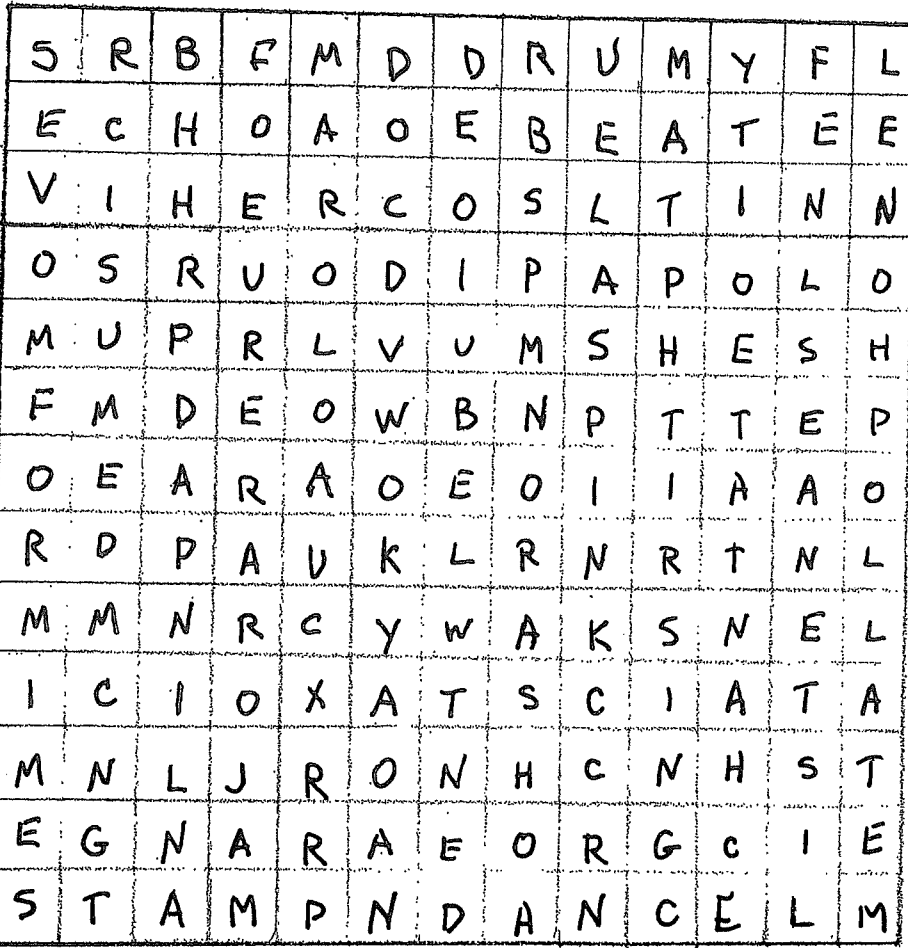 S R B F M D D R U M Y F L
E C H O A O E B E A T E E
V I H E R C O S L T I N N
O S R U O D I P A P O L O
M U P R L V U M S H E S H
F M D E O W B N P T T E P
O E A R A O E O I I A A O
R D P A U K L R N R T N L
M M N R C Y W A K S N E L
I C I O X A T S C I A T A
M N L J R O N H C N H S T
E G N A R A E O R G C I E
S T A M P N D A N C E L M